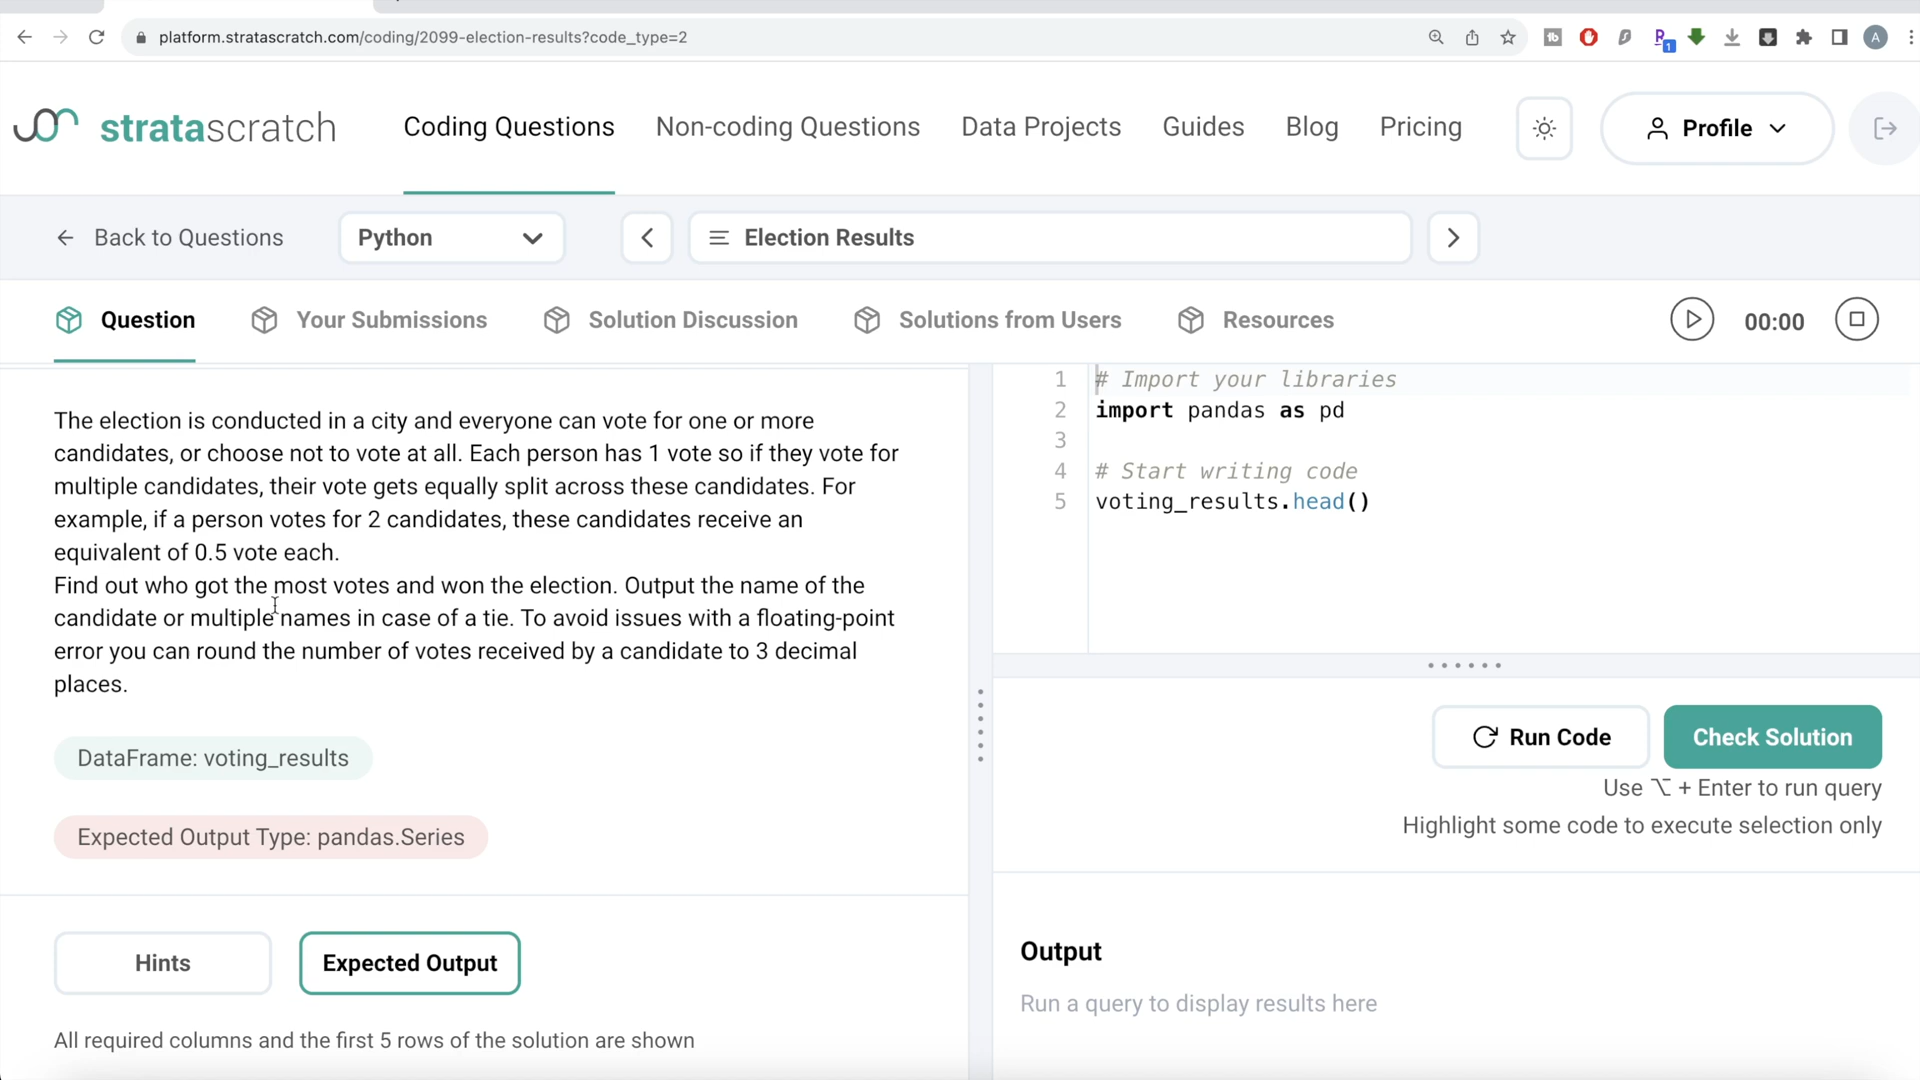 platform.stratascratch.com/coding/2099-election-results?code_type=2
1
A
stratascratch
Coding Questions
Non-coding Questions
Data Projects
Guides
Blog
Pricing
Profile
Back to Questions
Python
Election Results
Question
Your Submissions
Solution Discussion
Solutions from Users
Resources
00:00
The election is conducted in a city and everyone can vote for one or more
candidates, or choose not to vote at all. Each person has 1 vote so if they vote for
multiple candidates, their vote gets equally split across these candidates. For
example, if a person votes for 2 candidates, these candidates receive an
equivalent of 0.5 vote each.
Find out who got the most votes and won the election. Output the name of the
candidate or multiple names in case of a tie. To avoid issues with a floating-point
error you can round the number of votes received by a candidate to 3 decimal
places.
DataFrame: voting_results
Expected Output Type: pandas.Series
Hints
Expected Output
All required columns and the first 5 rows of the solution are shown
1 # Import your libraries
2 import pandas as pd
3
4 # Start writing code
5 voting_results.head()
Run Code
Check Solution
Use ⌥ + Enter to run query
Highlight some code to execute selection only
Output
Run a query to display results here